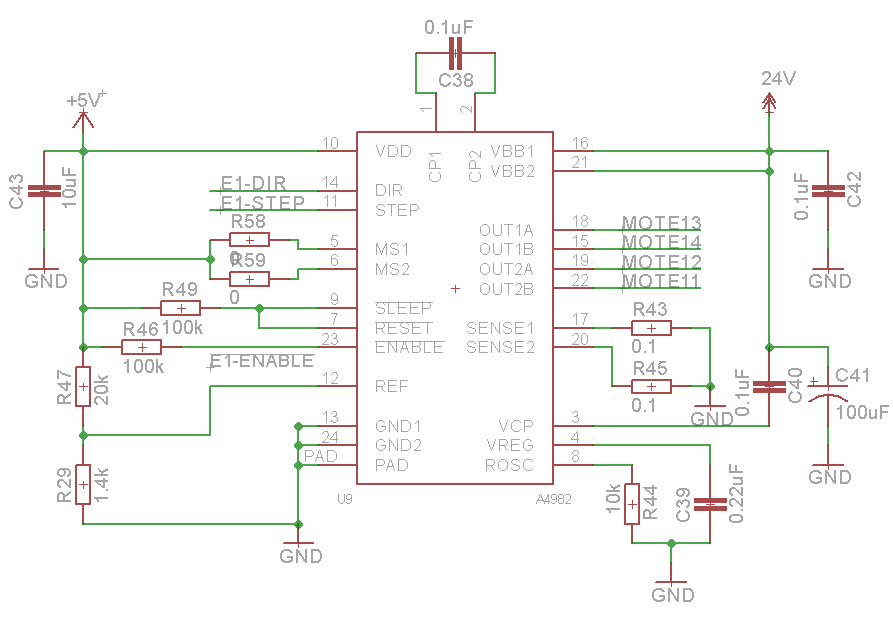 0.1uF
C38
+5V
24V
1
2
10
VDD
CP1
CP2
VBB1
16
VBB2
21
C43
10uF
0.1uF
C42
E1-DIR
14
DIR
E1-STEP
11
STEP
R58
0
5
MS1
R59
0
6
MS2
OUT1A
18
MOTE13
OUT1B
15
MOTE14
OUT2A
19
MOTE12
OUT2B
22
MOTE11
GND
GND
R49
100k
9
SLEEP
7
RESET
R46
100k
23
ENABLE
E1-ENABLE
SENSE1
17
R43
0.1
SENSE2
20
R45
0.1
GND
R47
20k
12
REF
0.1uF
C40
C41
100uF
GND
13
GND1
24
GND2
PAD
PAD
VCP
3
VREG
4
ROSC
8
R29
1.4k
U9
A4982
10k
R44
C39
0.22uF
GND
GND